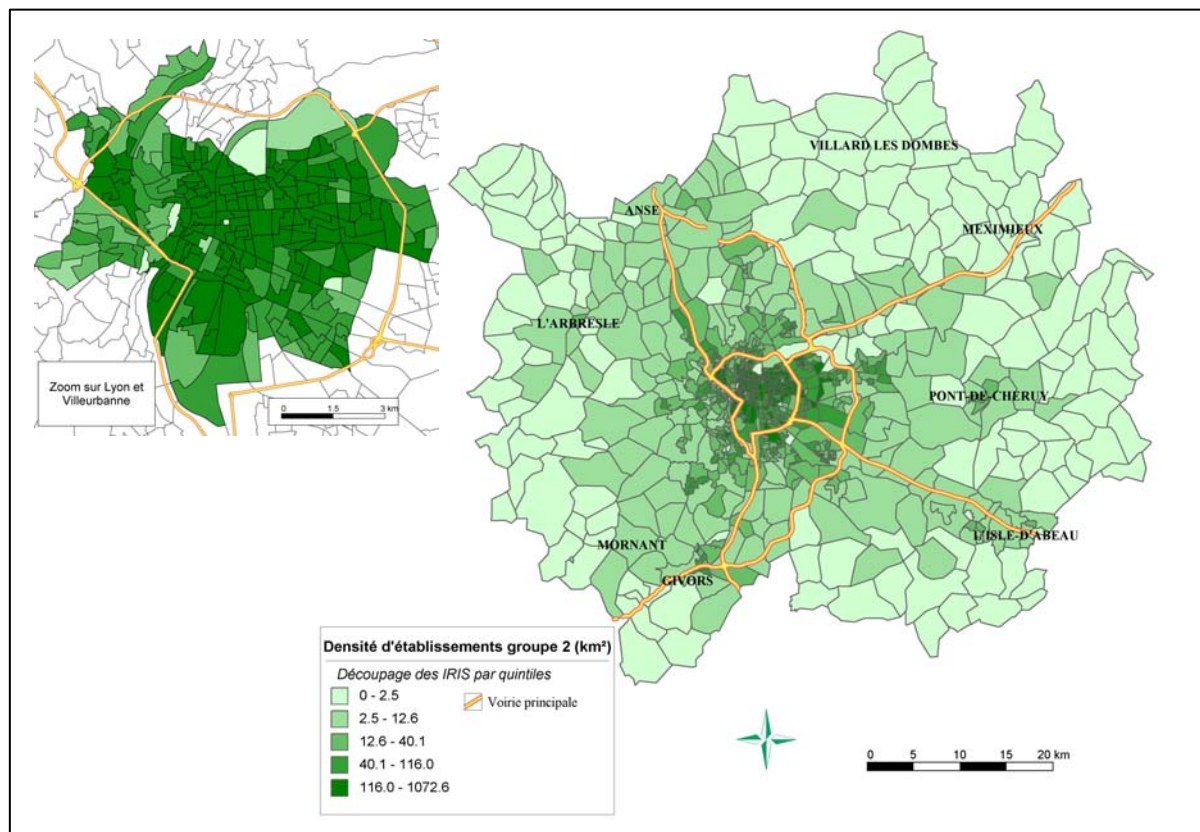 Zoom sur Lyon et
Villeurbanne
0 1.5 3 km
VILLARD LES DOMBES
ANSE
MEXIMIEUX
L'ARBRESLE
PONT-DE-CHERUY
L'ISLE-D'ABEAU
MORNANT
GIVORS
Densité d'établissements groupe 2 (km²)
Découpage des IRIS par quintiles
0 - 2.5
2.5 - 12.6
12.6 - 40.1
40.1 - 116.0
116.0 - 1072.6
Voirie principale
0 5 10 15 20 km